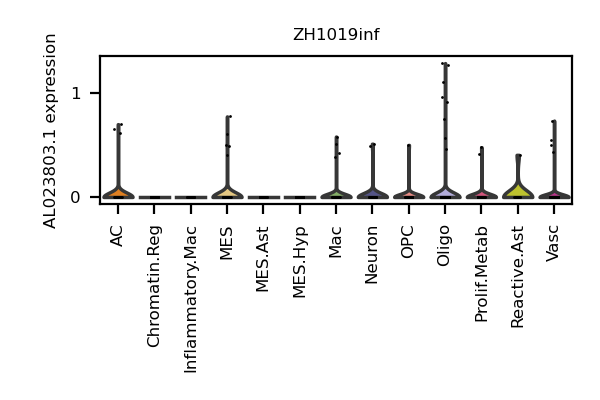 ZH1019inf
AL023803.1 expression
1
0
AC
Chromatin.Reg
Inflammatory.Mac
MES
MES.Ast
MES.Hyp
Mac
Neuron
OPC
Oligo
Prolif.Metab
Reactive.Ast
Vasc